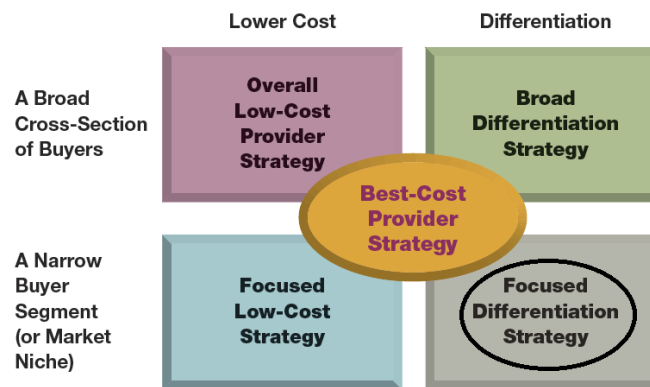 Lower Cost
Differentiation
A Broad
Cross-Section
of Buyers
Overall
Low-Cost
Provider
Strategy
Broad
Differentiation
Strategy
Best-Cost
Provider
Strategy
A Narrow
Buyer
Segment
(or Market
Niche)
Focused
Low-Cost
Strategy
Focused
Differentiation
Strategy